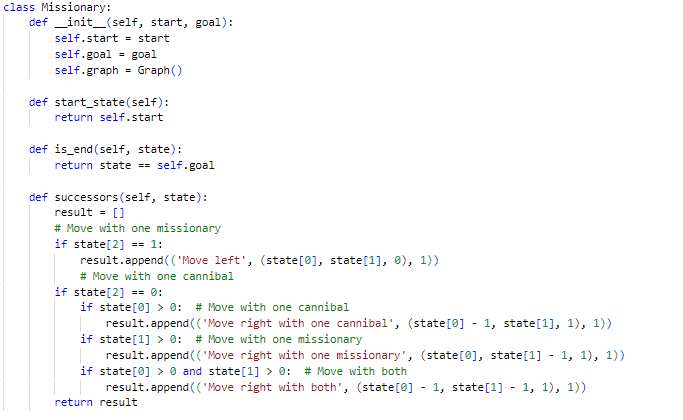 class Missionary:
    def __init__(self, start, goal):
        self.start = start
        self.goal = goal
        self.graph = Graph()

    def start_state(self):
        return self.start

    def is_end(self, state):
        return state == self.goal

    def successors(self, state):
        result = []
        # Move with one missionary
        if state[2] == 1:
            result.append(('Move left', (state[0], state[1], 0), 1))
            # Move with one cannibal
        if state[2] == 0:
            if state[0] > 0:  # Move with one cannibal
                result.append(('Move right with one cannibal', (state[0] - 1, state[1], 1), 1))
            if state[1] > 0:  # Move with one missionary
                result.append(('Move right with one missionary', (state[0], state[1] - 1, 1), 1))
            if state[0] > 0 and state[1] > 0:  # Move with both
                result.append(('Move right with both', (state[0] - 1, state[1] - 1, 1), 1))
        return result